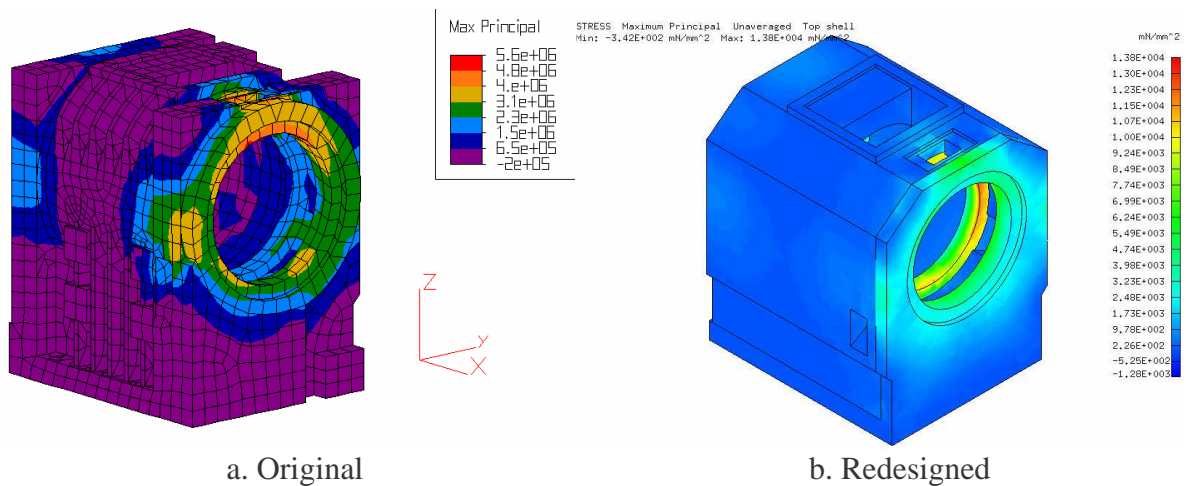 Max Principal
5.6e+06
4.8e+06
4.e+06
3.1e+06
2.3e+06
1.5e+06
6.5e+05
-2e+05
Z
Y
X
STRESS Maximum Principal Unaveraged Top shell
Min: -3.42E+002 mN/mm^2 Max: 1.38E+004 mN/mm^2
mN/mm^2
1.38E+004
1.30E+004
1.23E+004
1.15E+004
1.07E+004
1.00E+004
9.24E+003
8.49E+003
7.74E+003
6.99E+003
6.24E+003
5.49E+003
4.74E+003
3.98E+003
3.23E+003
2.48E+003
1.73E+003
9.78E+002
2.26E+002
-5.25E+002
-1.28E+003
a. Original
b. Redesigned